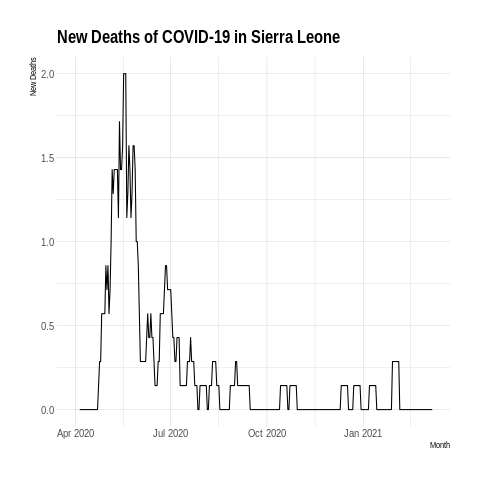 New Deaths of COVID-19 in Sierra Leone
New Deaths
2.0
1.5
1.0
0.5
0.0
Apr 2020 Jul 2020 Oct 2020 Jan 2021
Month